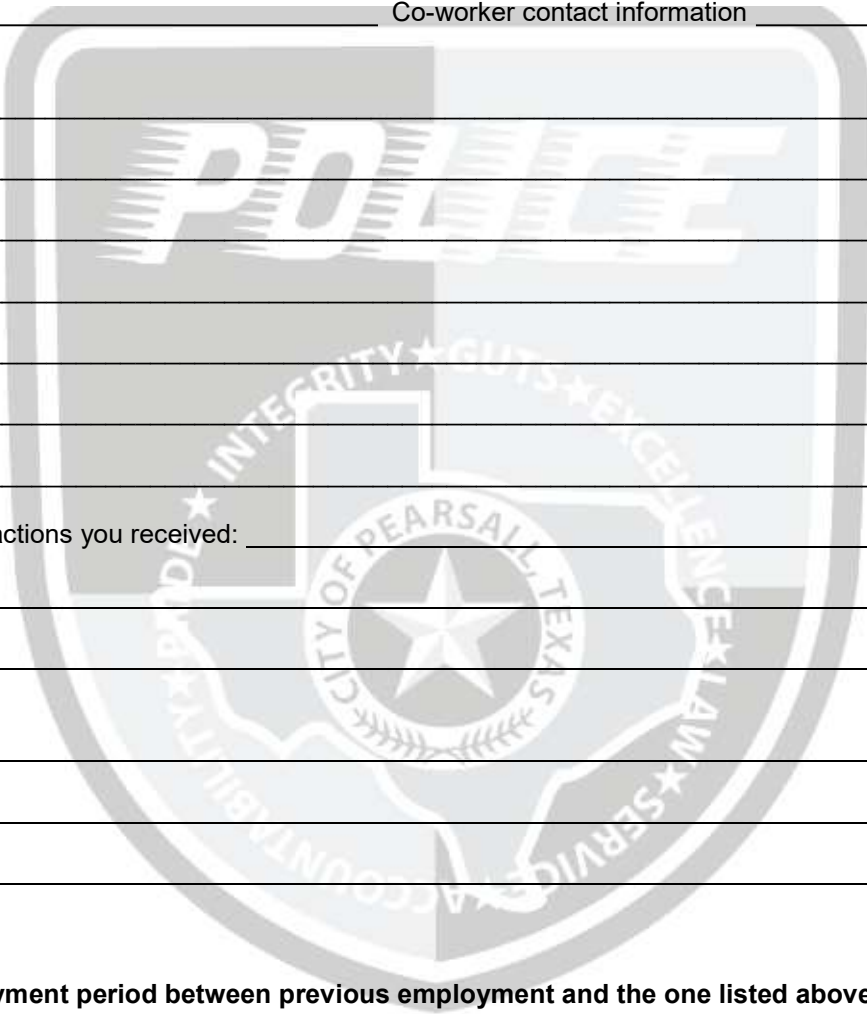 Co-worker contact information
POLICE
INTEGRITY★GUTS★EXCELLENCE★LAW★SERVICE★ACCOUNTABILITY★PRIDE★
CITY OF PEARSALL, TEXAS
actions you received:
yment period between previous employment and the one listed above